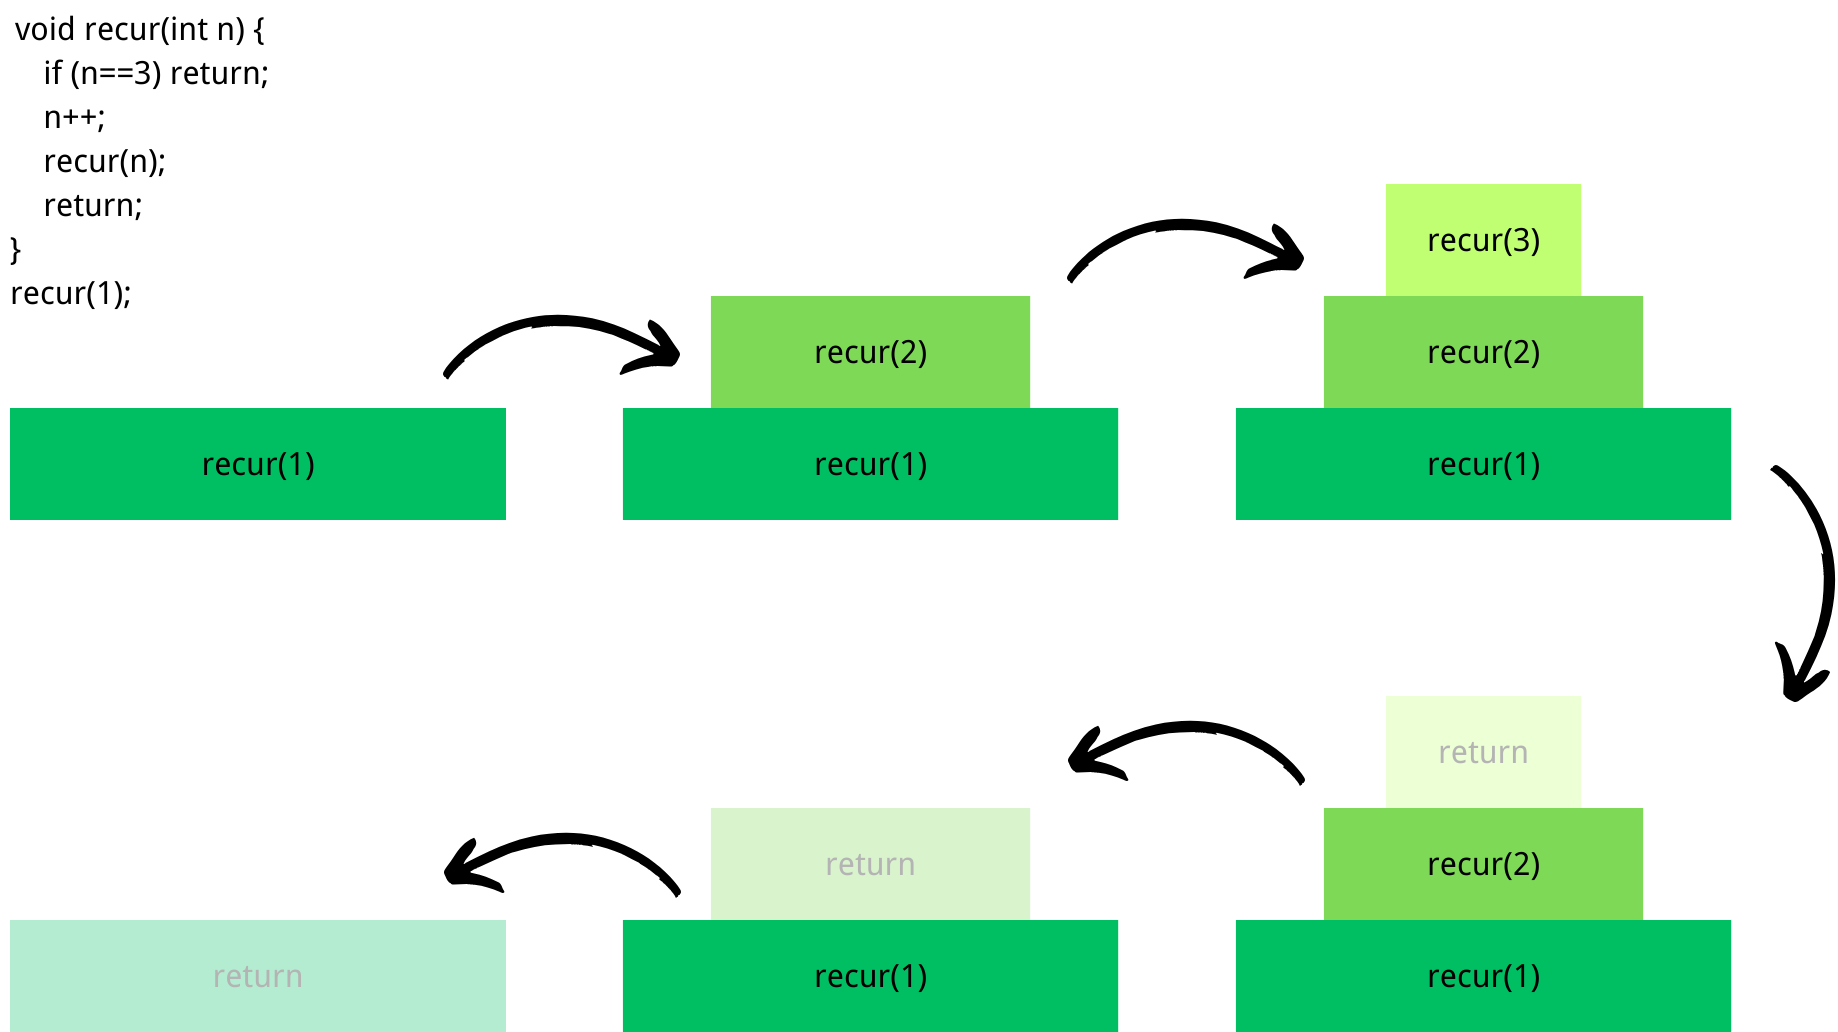 void recur(int n) {
if (n==3) return;
n++;
recur(n);
return;
}
recur(1);
recur(3)
recur(2)
recur(2)
recur(1)
recur(1)
recur(1)
return
return
recur(2)
return
recur(1)
recur(1)